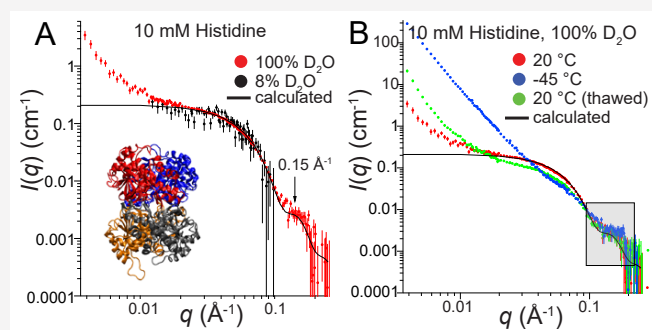 A
10 mM Histidine
100% D₂O
8% D₂O
calculated
0.15 Å⁻¹
I(q) (cm⁻¹)
1
0.1
0.01
0.001
0.0001
0.01
0.1
q (Å⁻¹)
B
10 mM Histidine, 100% D₂O
20 °C
-45 °C
20 °C (thawed)
calculated
I(q) (cm⁻¹)
100
10
1
0.1
0.01
0.001
0.0001
0.01
0.1
q (Å⁻¹)